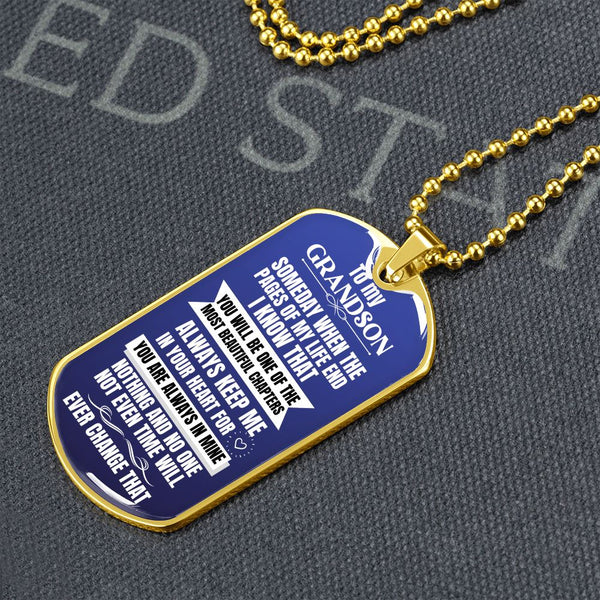 ED STAT
TO MY
GRANDSON
SOMEDAY WHEN THE
PAGES OF MY LIFE END
I KNOW THAT
YOU WILL BE ONE OF THE
MOST BEAUTIFUL CHAPTERS
ALWAYS KEEP ME
IN YOUR HEART FOR
YOU ARE ALWAYS IN MINE
NOTHING AND NO ONE
NOT EVEN TIME WILL
EVER CHANGE THAT